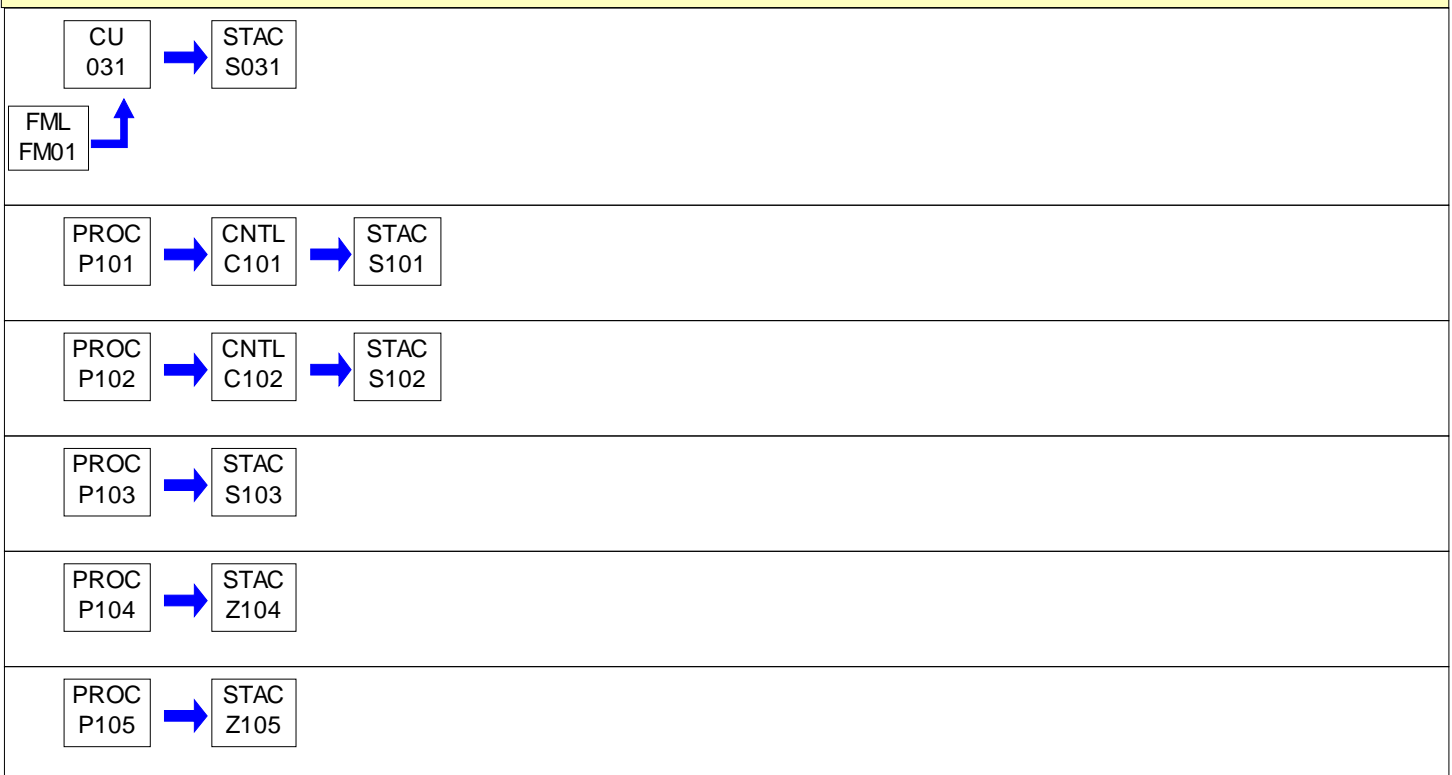 CU
031
STAC
S031
FML
FM01
PROC
P101
CNTL
C101
STAC
S101
PROC
P102
CNTL
C102
STAC
S102
PROC
P103
STAC
S103
PROC
P104
STAC
Z104
PROC
P105
STAC
Z105